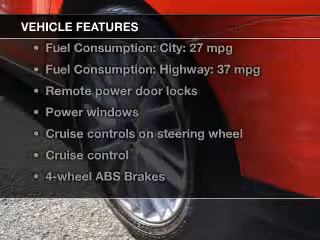 VEHICLE FEATURES
• Fuel Consumption: City: 27 mpg
• Fuel Consumption: Highway: 37 mpg
• Remote power door locks
• Power windows
• Cruise controls on steering wheel
• Cruise control
• 4-wheel ABS Brakes